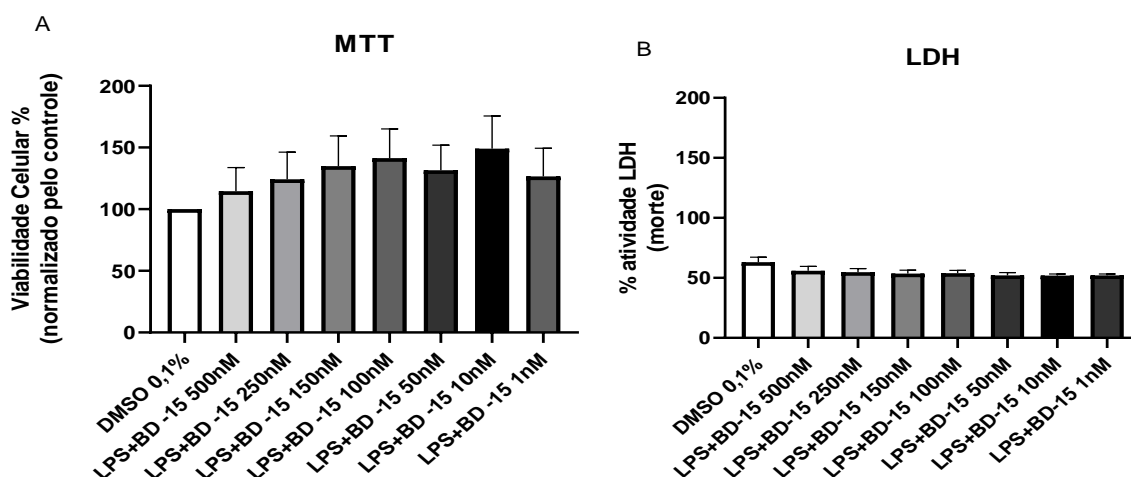 A
MTT
Viabilidade Celular %
(normalizado pelo controle)
200
150
100
50
0
DMSO 0,1%
LPS+BD -15 500nM
LPS+BD -15 250nM
LPS+BD -15 150nM
LPS+BD -15 100nM
LPS+BD -15 50nM
LPS+BD -15 10nM
LPS+BD -15 1nM
B
LDH
% atividade LDH
(morte)
200
150
100
50
0
DMSO 0,1%
LPS+BD-15 500nM
LPS+BD-15 250nM
LPS+BD-15 150nM
LPS+BD-15 100nM
LPS+BD-15 50nM
LPS+BD-15 10nM
LPS+BD-15 1nM